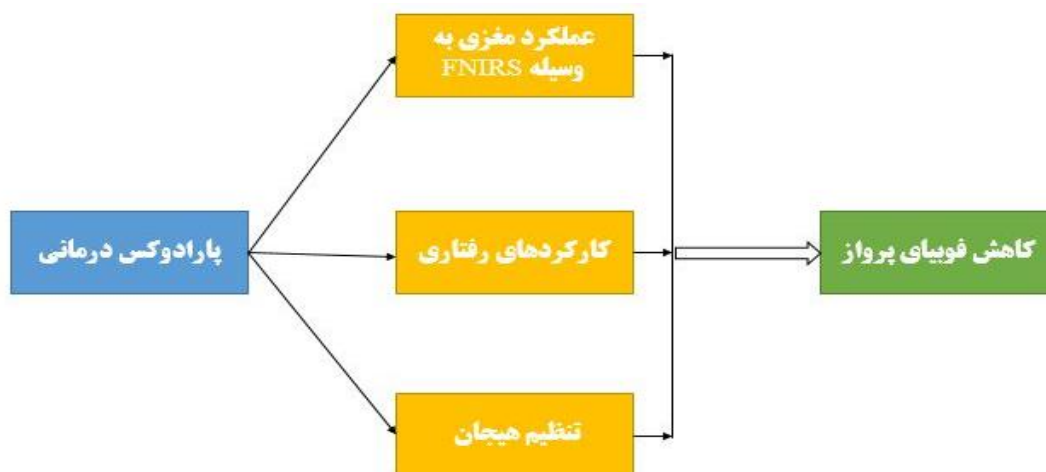 عملکرد مغزی به
وسیله FNIRS
پارادوکس درمانی
کارکردهای رفتاری
کاهش فوبیای پرواز
تنظیم هیجان